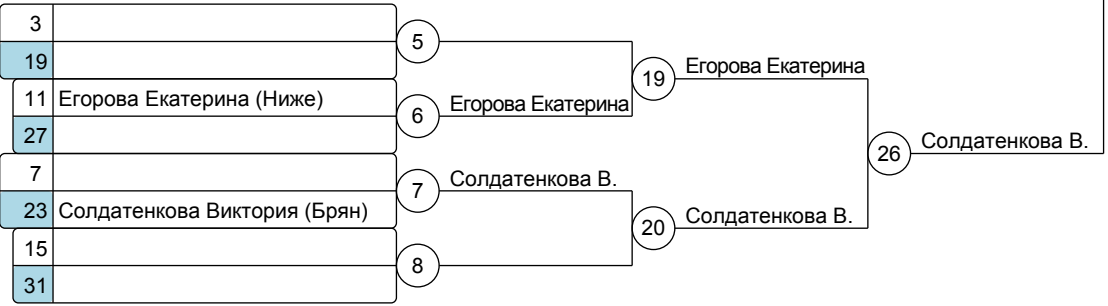 3
5
19
19 Егорова Екатерина
11 Егорова Екатерина (Ниже)
6 Егорова Екатерина
27
26 Солдатенкова В.
7
7 Солдатенкова В.
23 Солдатенкова Виктория (Брян)
20 Солдатенкова В.
15
8
31